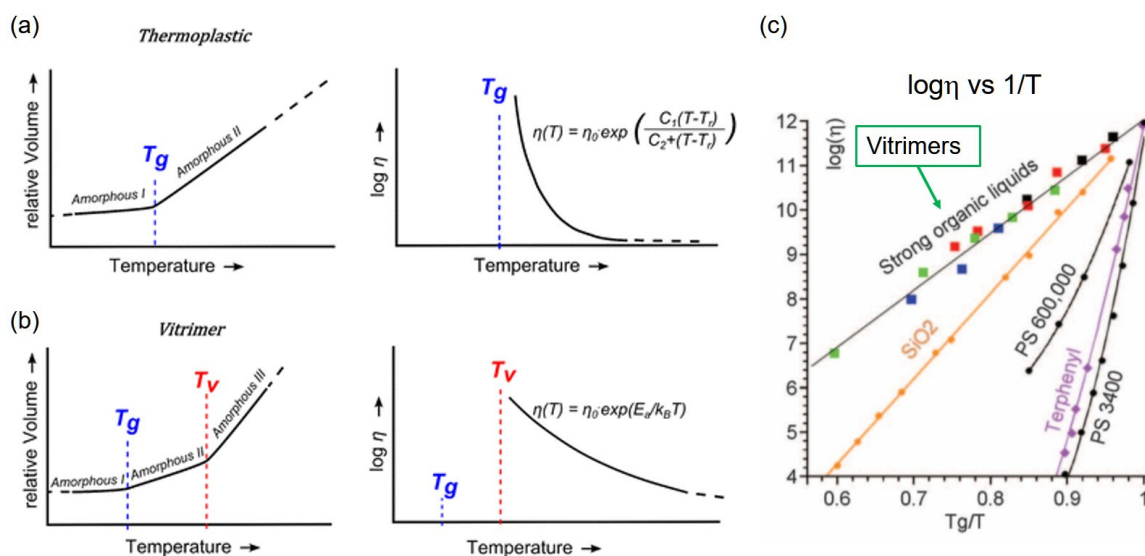 (a)
Thermoplastic
relative Volume →
Tg
Amorphous I
Amorphous II
Temperature →
log η →
Tg
η(T) = η₀·exp ( C₁(T-Tᵣ) / C₂+(T-Tᵣ) )
Temperature →
(b)
Vitrimer
relative Volume →
Tg
Tv
Amorphous I
Amorphous II
Amorphous III
Temperature →
log η →
Tg
Tv
η(T) = η₀·exp(Eₐ/k_BT)
Temperature →
(c)
logη vs 1/T
log(η)
Vitrimers
Strong organic liquids
SiO2
PS 600,000
Terphenyl
PS 3400
12
11
10
9
8
7
6
5
4
0.6 0.7 0.8 0.9 1
Tg/T